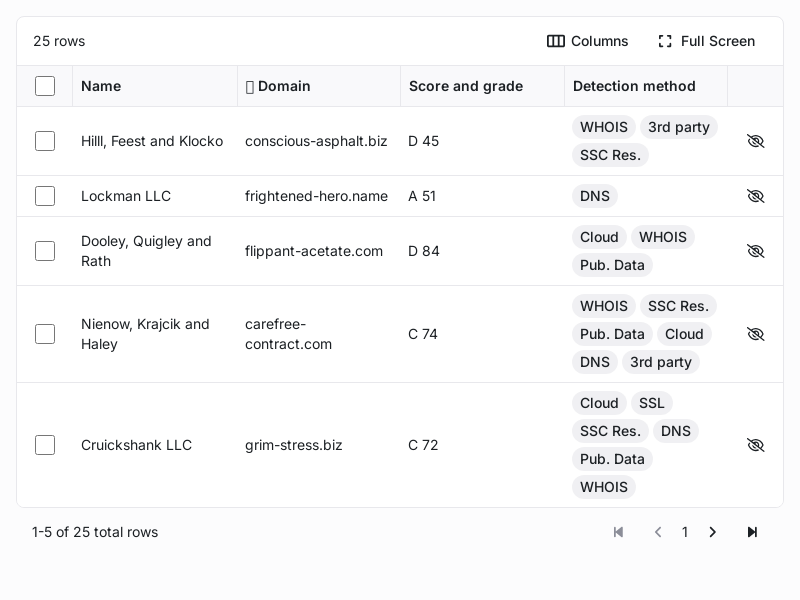 25 rows
Columns
Full Screen
Name
Domain
Score and grade
Detection method
Hilll, Feest and Klocko
conscious-asphalt.biz
D 45
WHOIS
3rd party
SSC Res.
Lockman LLC
frightened-hero.name
A 51
DNS
Dooley, Quigley and
Rath
flippant-acetate.com
D 84
Cloud
WHOIS
Pub. Data
Nienow, Krajcik and
Haley
carefree-
contract.com
C 74
WHOIS
SSC Res.
Pub. Data
Cloud
DNS
3rd party
Cruickshank LLC
grim-stress.biz
C 72
Cloud
SSL
SSC Res.
DNS
Pub. Data
WHOIS
1-5 of 25 total rows
1